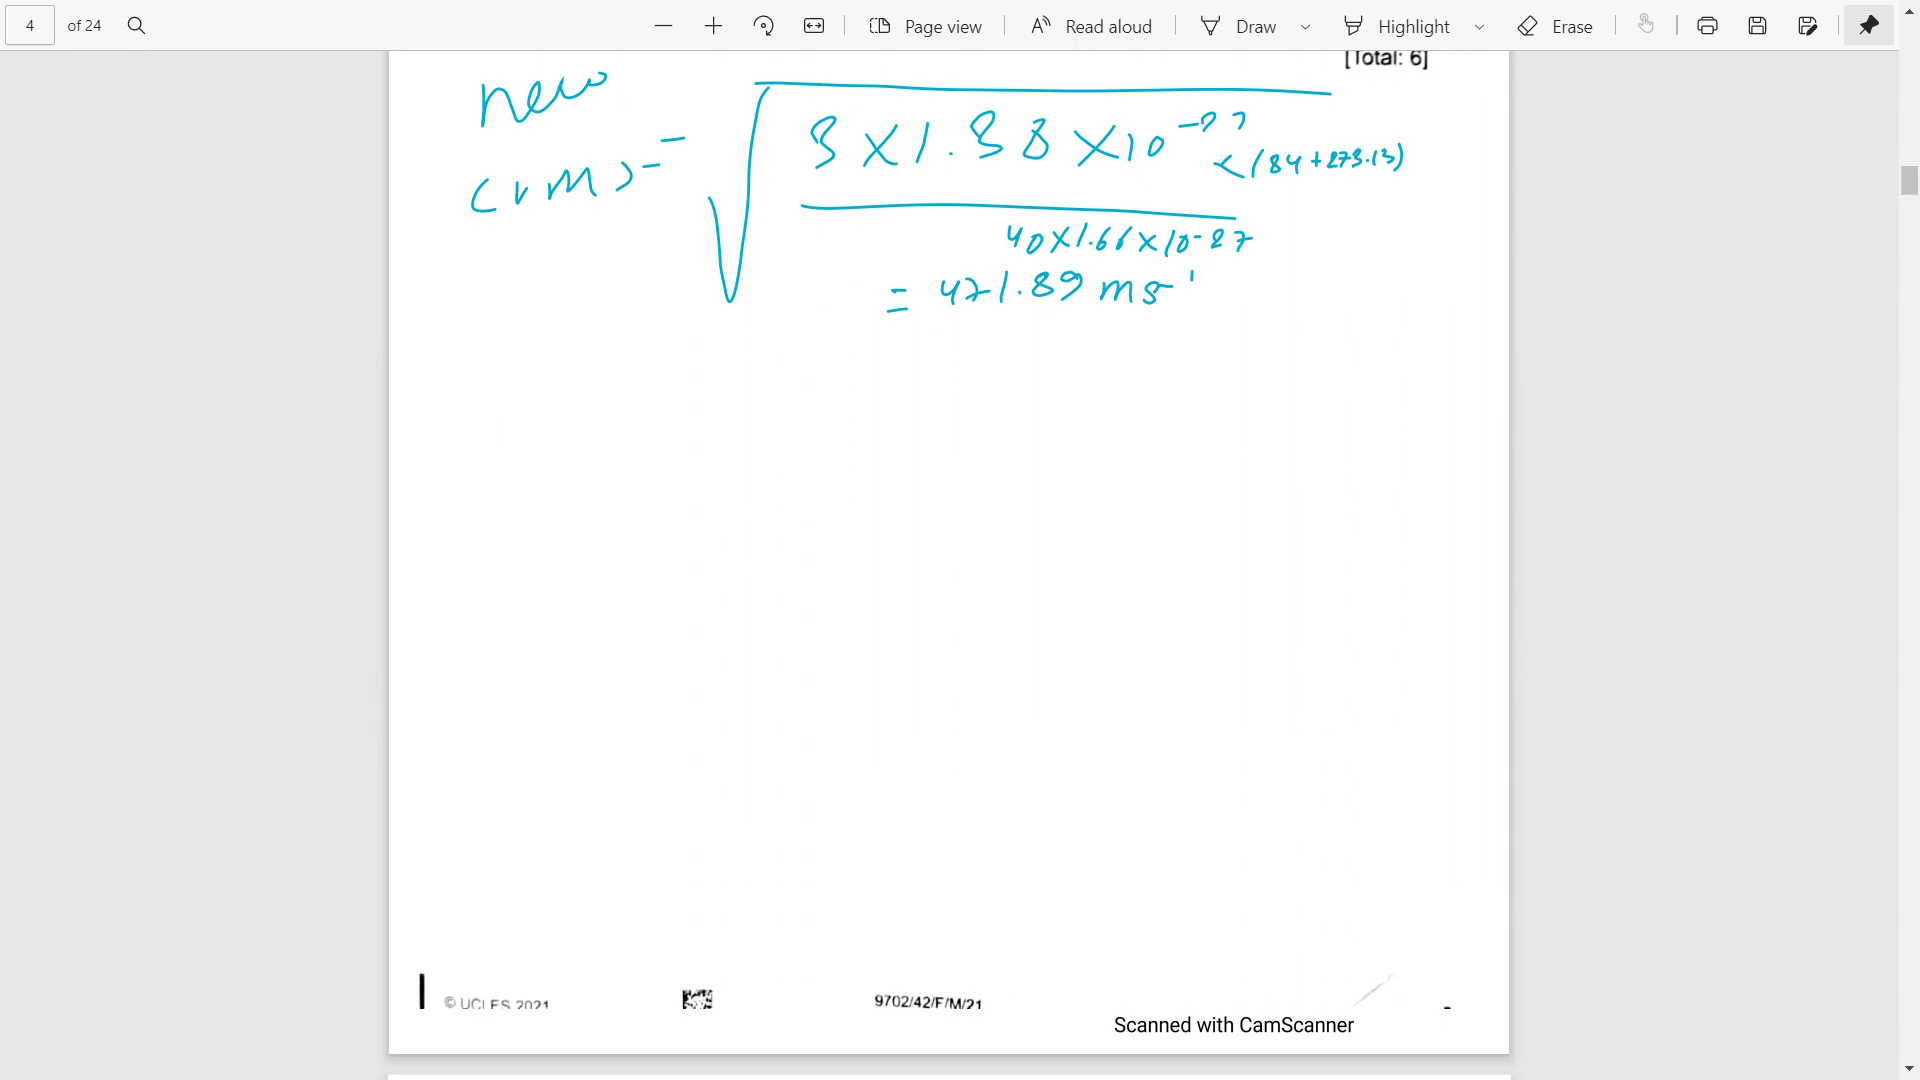 4 of 24 Page view Read aloud Draw Highlight Erase
[Total: 6]
new
crms = √
3 × 1.38 × 10⁻²³
× (84 + 273.15)
40 × 1.66 × 10⁻²⁷
= 471.89 ms⁻¹
© UCLES 2021 9702/42/F/M/21
Scanned with CamScanner